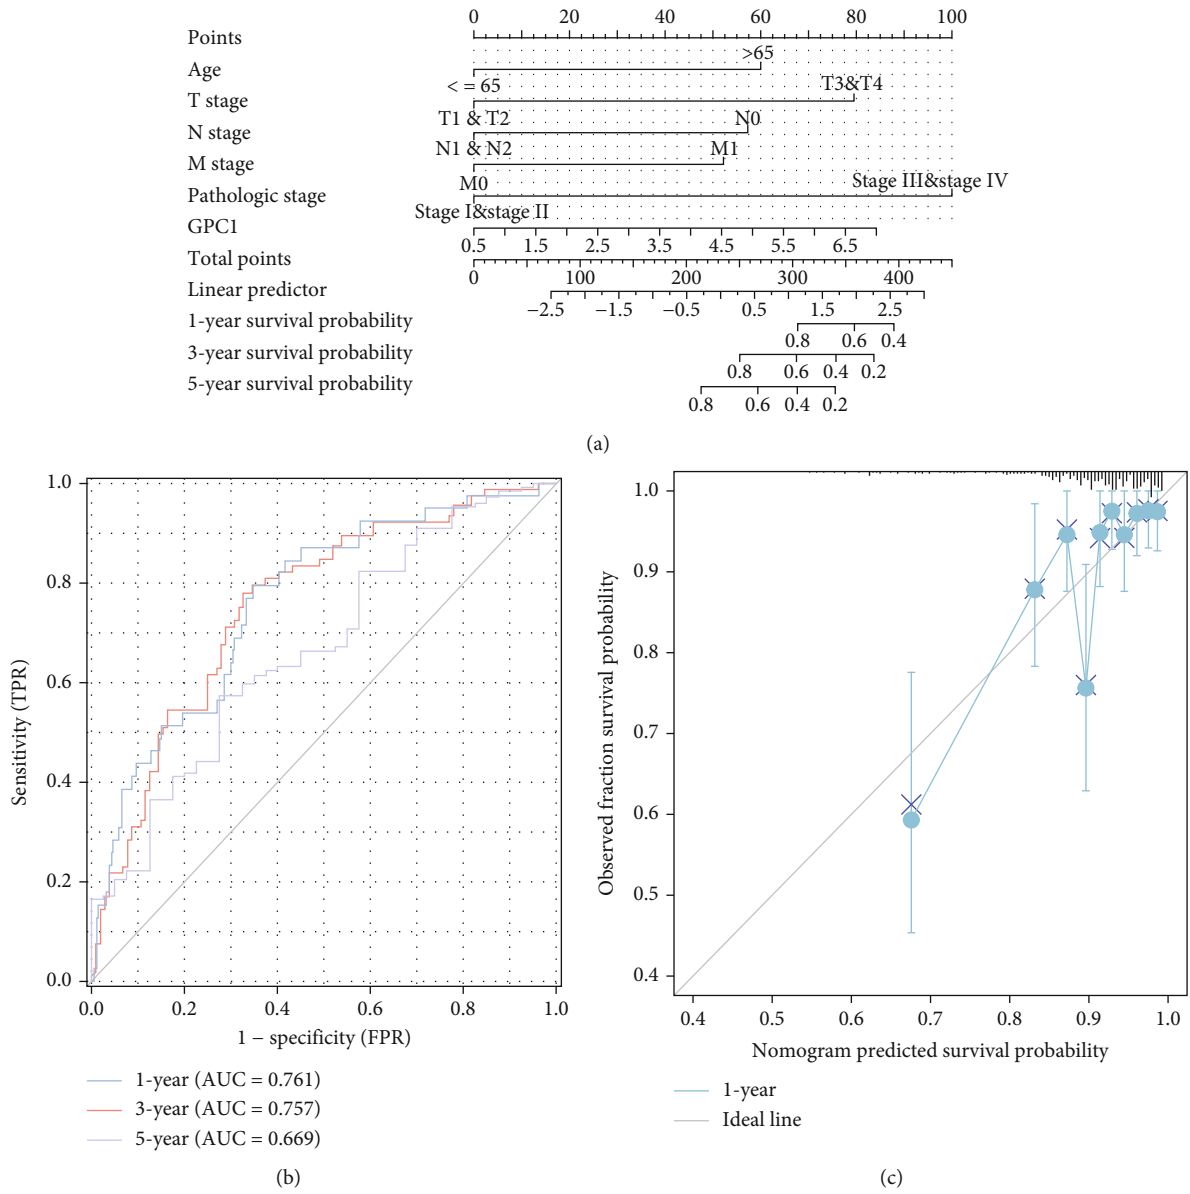 0 20 40 60 80 100
Points
>65
Age
< = 65 T3&T4
T stage
T1 & T2 N0
N stage
N1 & N2 M1
M stage
M0 Stage III&stage IV
Pathologic stage
Stage I&stage II
GPC1
0.5 1.5 2.5 3.5 4.5 5.5 6.5
Total points
0 100 200 300 400
Linear predictor
−2.5 −1.5 −0.5 0.5 1.5 2.5
1-year survival probability
0.8 0.6 0.4
3-year survival probability
0.8 0.6 0.4 0.2
5-year survival probability
0.8 0.6 0.4 0.2
(a)
Sensitivity (TPR)
1.0
0.8
0.6
0.4
0.2
0.0
0.0 0.2 0.4 0.6 0.8 1.0
1 − specificity (FPR)
1-year (AUC = 0.761)
3-year (AUC = 0.757)
5-year (AUC = 0.669)
(b)
Observed fraction survival probability
1.0
0.9
0.8
0.7
0.6
0.5
0.4
0.4 0.5 0.6 0.7 0.8 0.9 1.0
Nomogram predicted survival probability
1-year
Ideal line
(c)